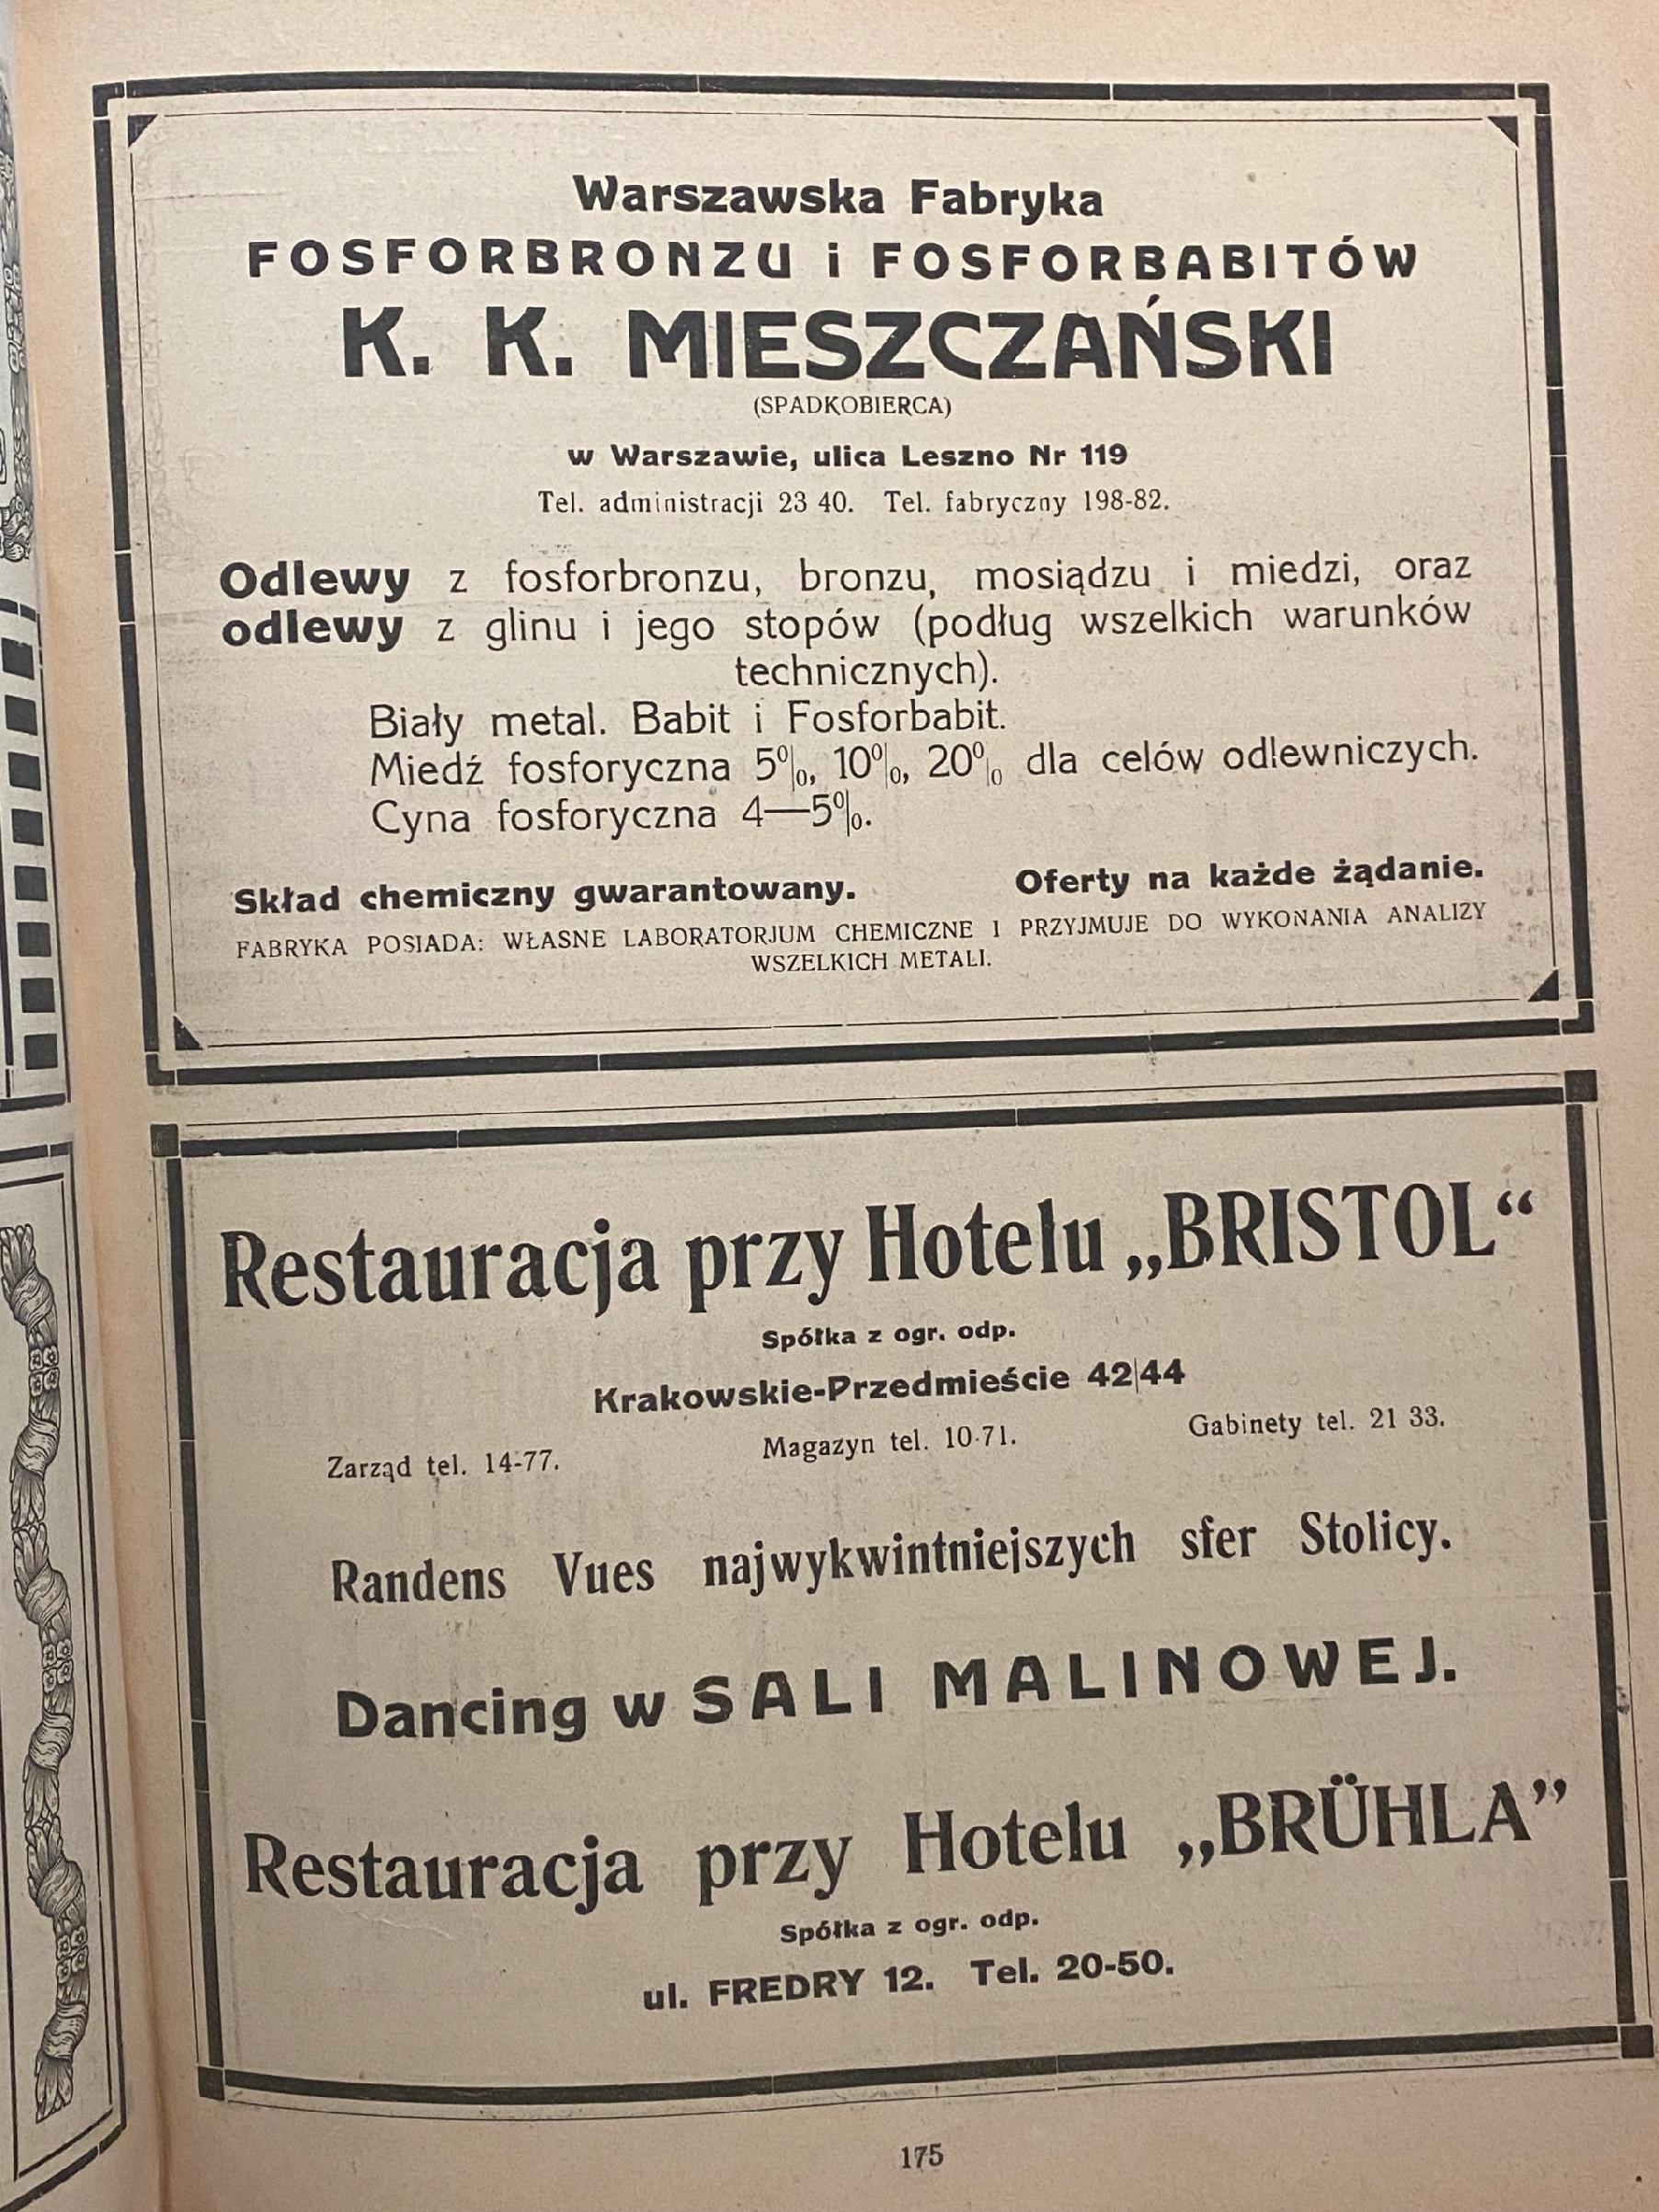 Warszawska Fabryka
FOSFORBRONZU i FOSFORBABITÓW
K. K. MIESZCZAŃSKI
(SPADKOBIERCA)
w Warszawie, ulica Leszno Nr 119
Tel. administracji 23 40. Tel. fabryczny 198-82.
Odlewy z fosforbronzu, bronzu, mosiądzu i miedzi, oraz
odlewy z glinu i jego stopów (podług wszelkich warunków
technicznych).
Biały metal. Babit i Fosforbabit.
Miedź fosforyczna 5%, 10%, 20% dla celów odlewniczych.
Cyna fosforyczna 4—5%.
Skład chemiczny gwarantowany. Oferty na każde żądanie.
FABRYKA POSIADA: WŁASNE LABORATORJUM CHEMICZNE I PRZYJMUJE DO WYKONANIA ANALIZY
WSZELKICH METALI.
Restauracja przy Hotelu „BRISTOL“
Spółka z ogr. odp.
Krakowskie-Przedmieście 42|44
Zarząd tel. 14-77. Magazyn tel. 10-71. Gabinety tel. 21 33.
Randens Vues najwykwintniejszych sfer Stolicy.
Dancing w SALI MALINOWEJ.
Restauracja przy Hotelu „BRÜHLA”
Spółka z ogr. odp.
ul. FREDRY 12. Tel. 20-50.
175